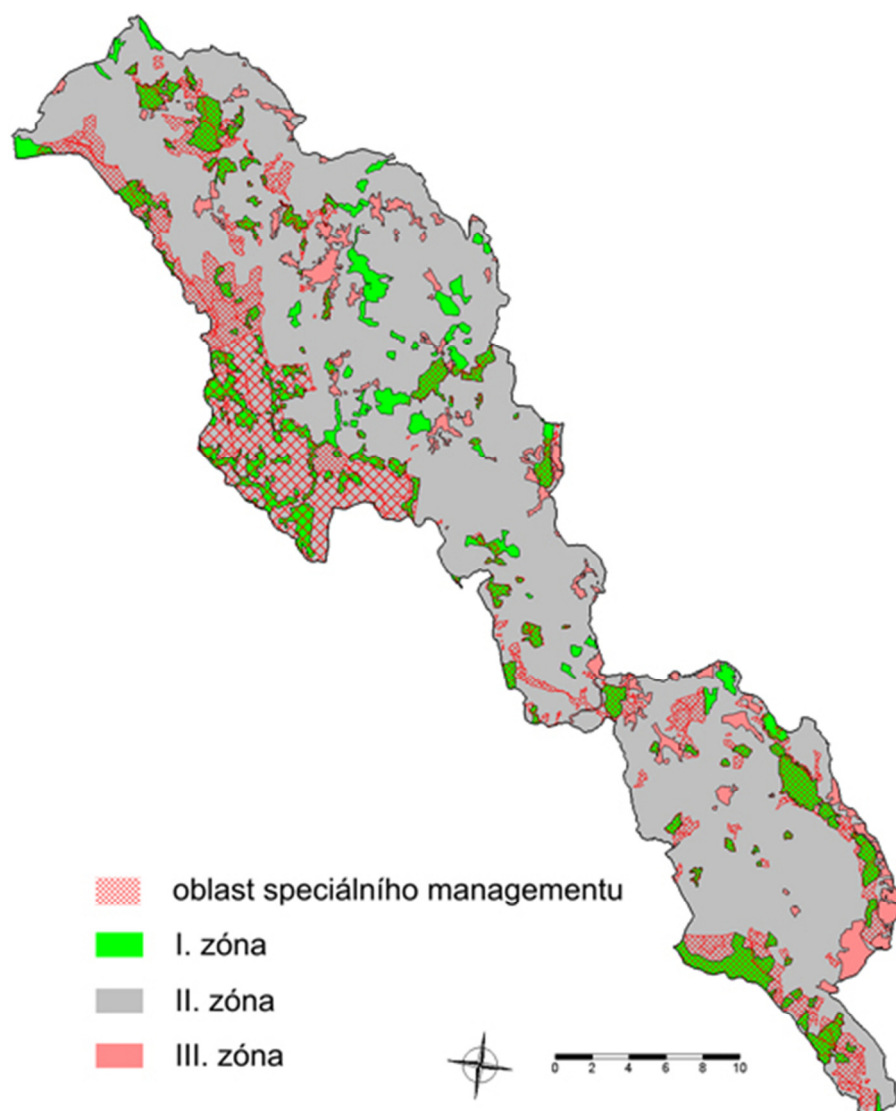 oblast speciálního managementu
I. zóna
II. zóna
III. zóna
0 2 4 6 8 10